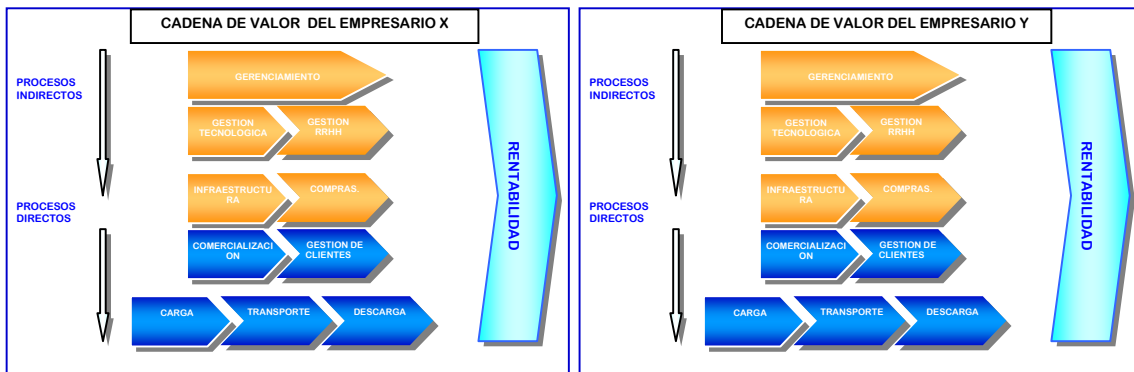 CADENA DE VALOR DEL EMPRESARIO X
PROCESOS
INDIRECTOS
GERENCIAMIENTO
GESTION
TECNOLOGICA
GESTION
RRHH
PROCESOS
DIRECTOS
INFRAESTRUCTU
RA
COMPRAS.
COMERCIALIZACI
ON
GESTION DE
CLIENTES
CARGA
TRANSPORTE
DESCARGA
RENTABILIDAD
CADENA DE VALOR DEL EMPRESARIO Y
PROCESOS
INDIRECTOS
GERENCIAMIENTO
GESTION
TECNOLOGICA
GESTION
RRHH
PROCESOS
DIRECTOS
INFRAESTRUCTU
RA
COMPRAS.
COMERCIALIZACI
ON
GESTION DE
CLIENTES
CARGA
TRANSPORTE
DESCARGA
RENTABILIDAD